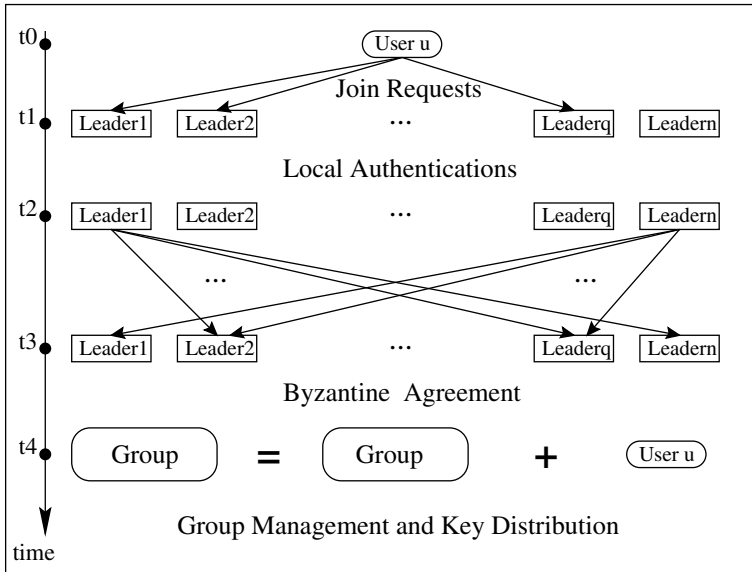 t0 User u
Join Requests
t1 Leader1 Leader2 ... Leaderq Leadern
Local Authentications
t2 Leader1 Leader2 ... Leaderq Leadern
... ...
t3 Leader1 Leader2 ... Leaderq Leadern
Byzantine Agreement
t4 Group = Group + User u
Group Management and Key Distribution
time